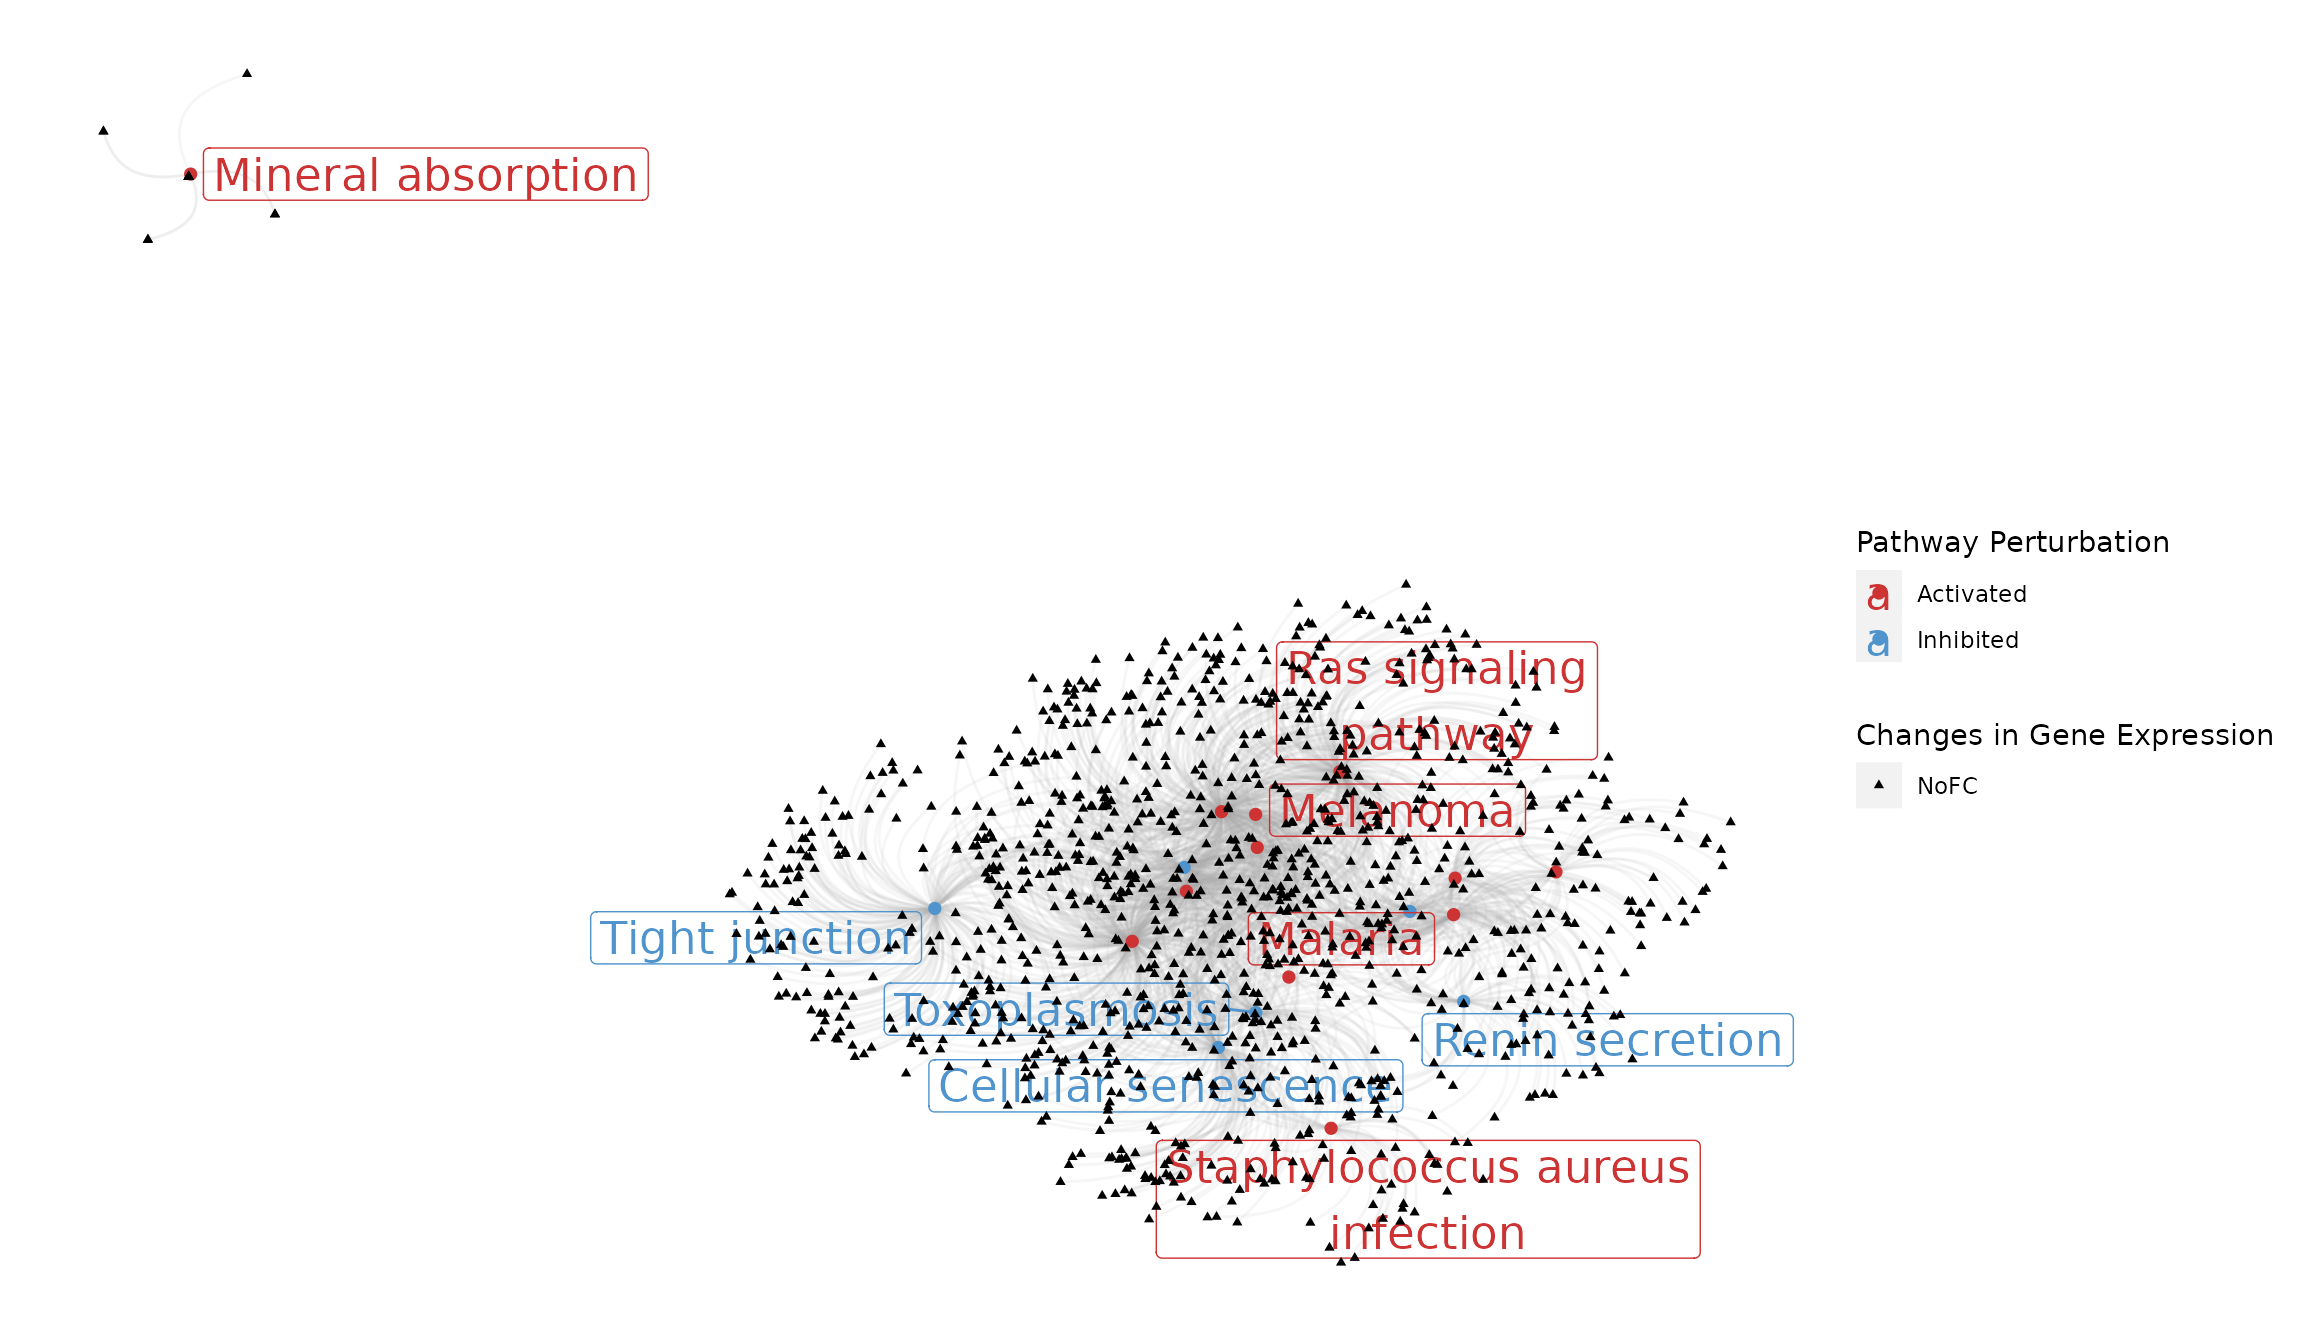 Mineral absorption
Pathway Perturbation
a Activated
a Inhibited
Changes in Gene Expression
NoFC
Ras signaling
pathway
Melanoma
Tight junction
Malaria
Toxoplasmosis
Renin secretion
Cellular senescence
Staphylococcus aureus
infection